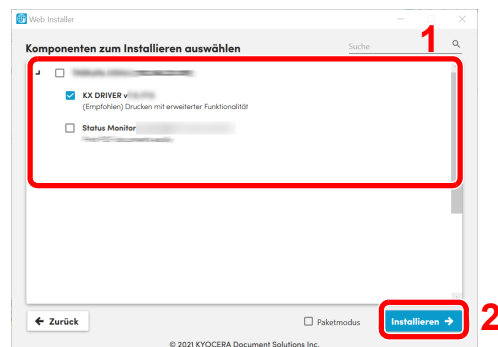 Web Installer
1
Komponenten zum Installieren auswählen
Suche
KX DRIVER
(Empfohlen) Drucken mit erweiterter Funktionalität
Status Monitor
2
Zurück
Paketmodus
Installieren
© 2021 KYOCERA Document Solutions Inc.